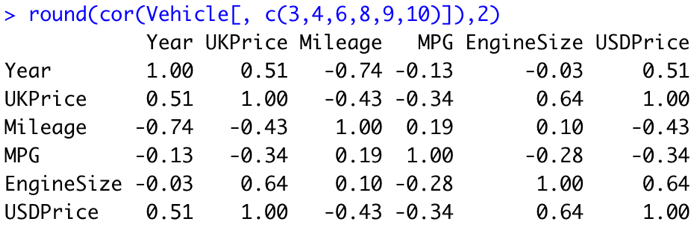 > round(cor(Vehicle[, c(3,4,6,8,9,10)]),2)
Year UKPrice Mileage MPG EngineSize USDPrice
Year 1.00 0.51 -0.74 -0.13 -0.03 0.51
UKPrice 0.51 1.00 -0.43 -0.34 0.64 1.00
Mileage -0.74 -0.43 1.00 0.19 0.10 -0.43
MPG -0.13 -0.34 0.19 1.00 -0.28 -0.34
EngineSize -0.03 0.64 0.10 -0.28 1.00 0.64
USDPrice 0.51 1.00 -0.43 -0.34 0.64 1.00